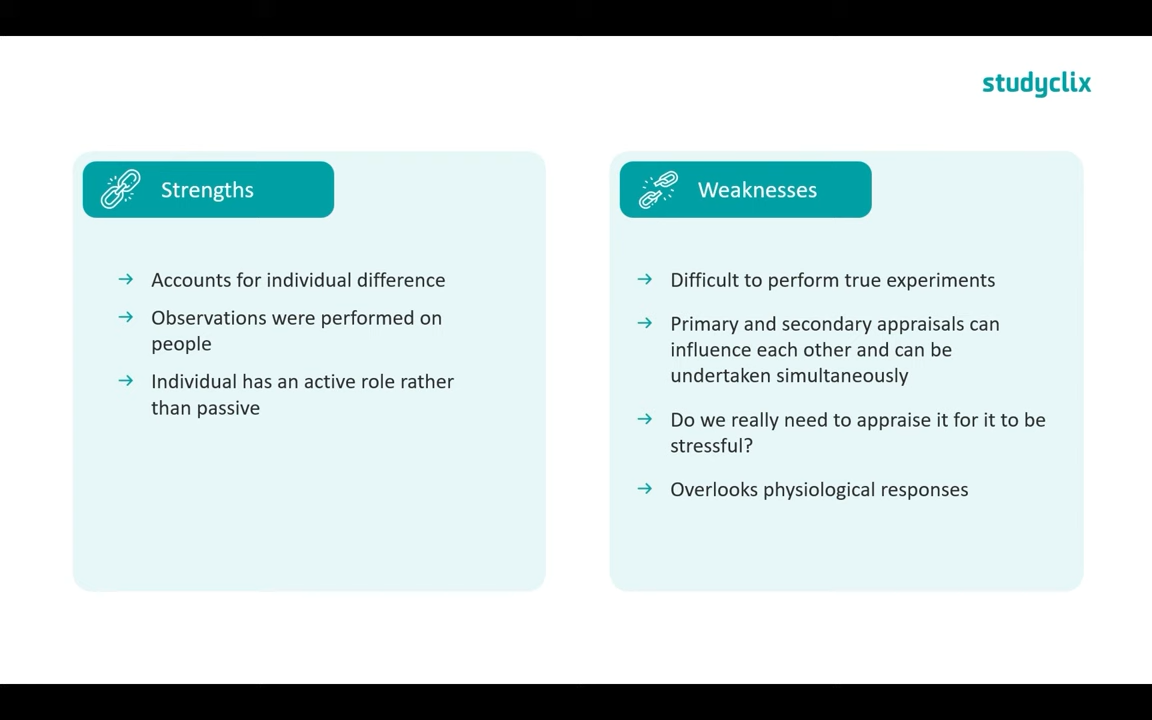 studyclix
Strengths
→ Accounts for individual difference
→ Observations were performed on
people
→ Individual has an active role rather
than passive
Weaknesses
→ Difficult to perform true experiments
→ Primary and secondary appraisals can
influence each other and can be
undertaken simultaneously
→ Do we really need to appraise it for it to be
stressful?
→ Overlooks physiological responses